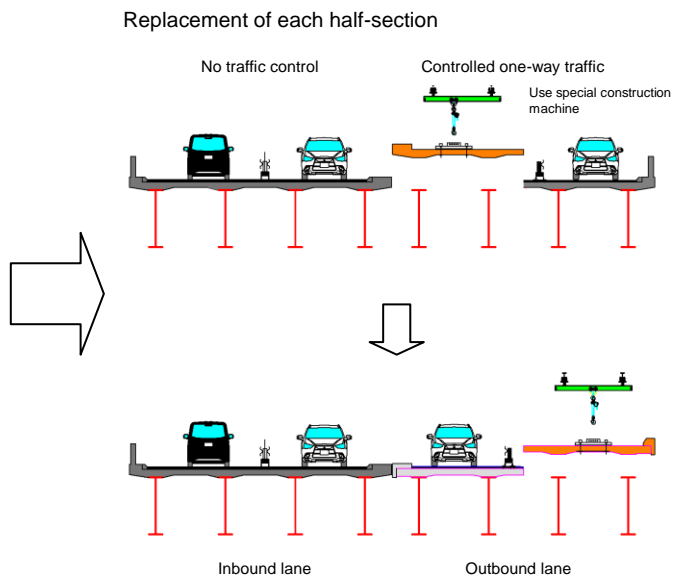 Replacement of each half-section
No traffic control
Controlled one-way traffic
Use special construction
machine
Inbound lane
Outbound lane